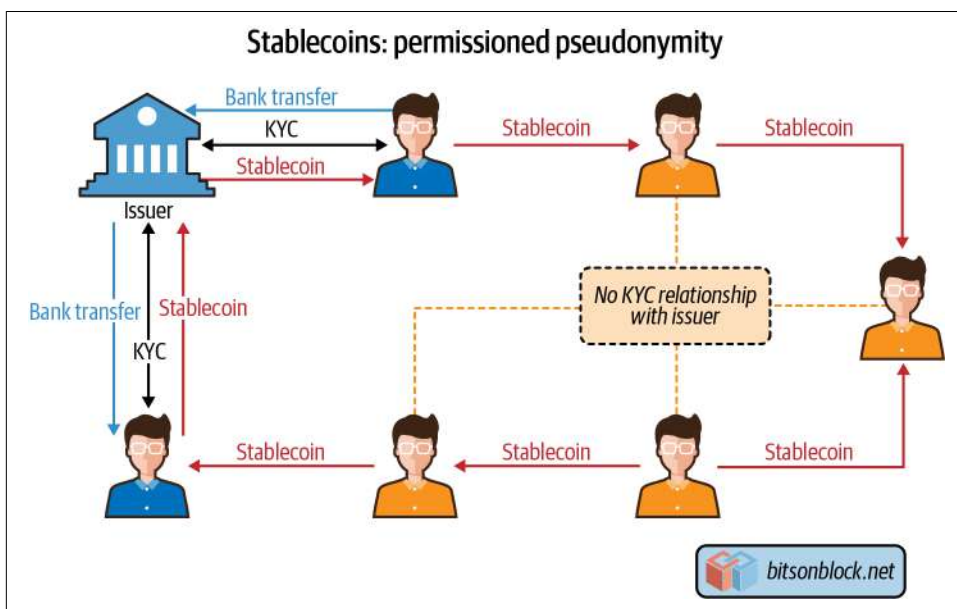 Stablecoins: permissioned pseudonymity
Bank transfer
KYC
Stablecoin
Stablecoin
Stablecoin
Issuer
No KYC relationship
with issuer
Bank transfer
Stablecoin
KYC
Stablecoin
Stablecoin
Stablecoin
bitsonblock.net